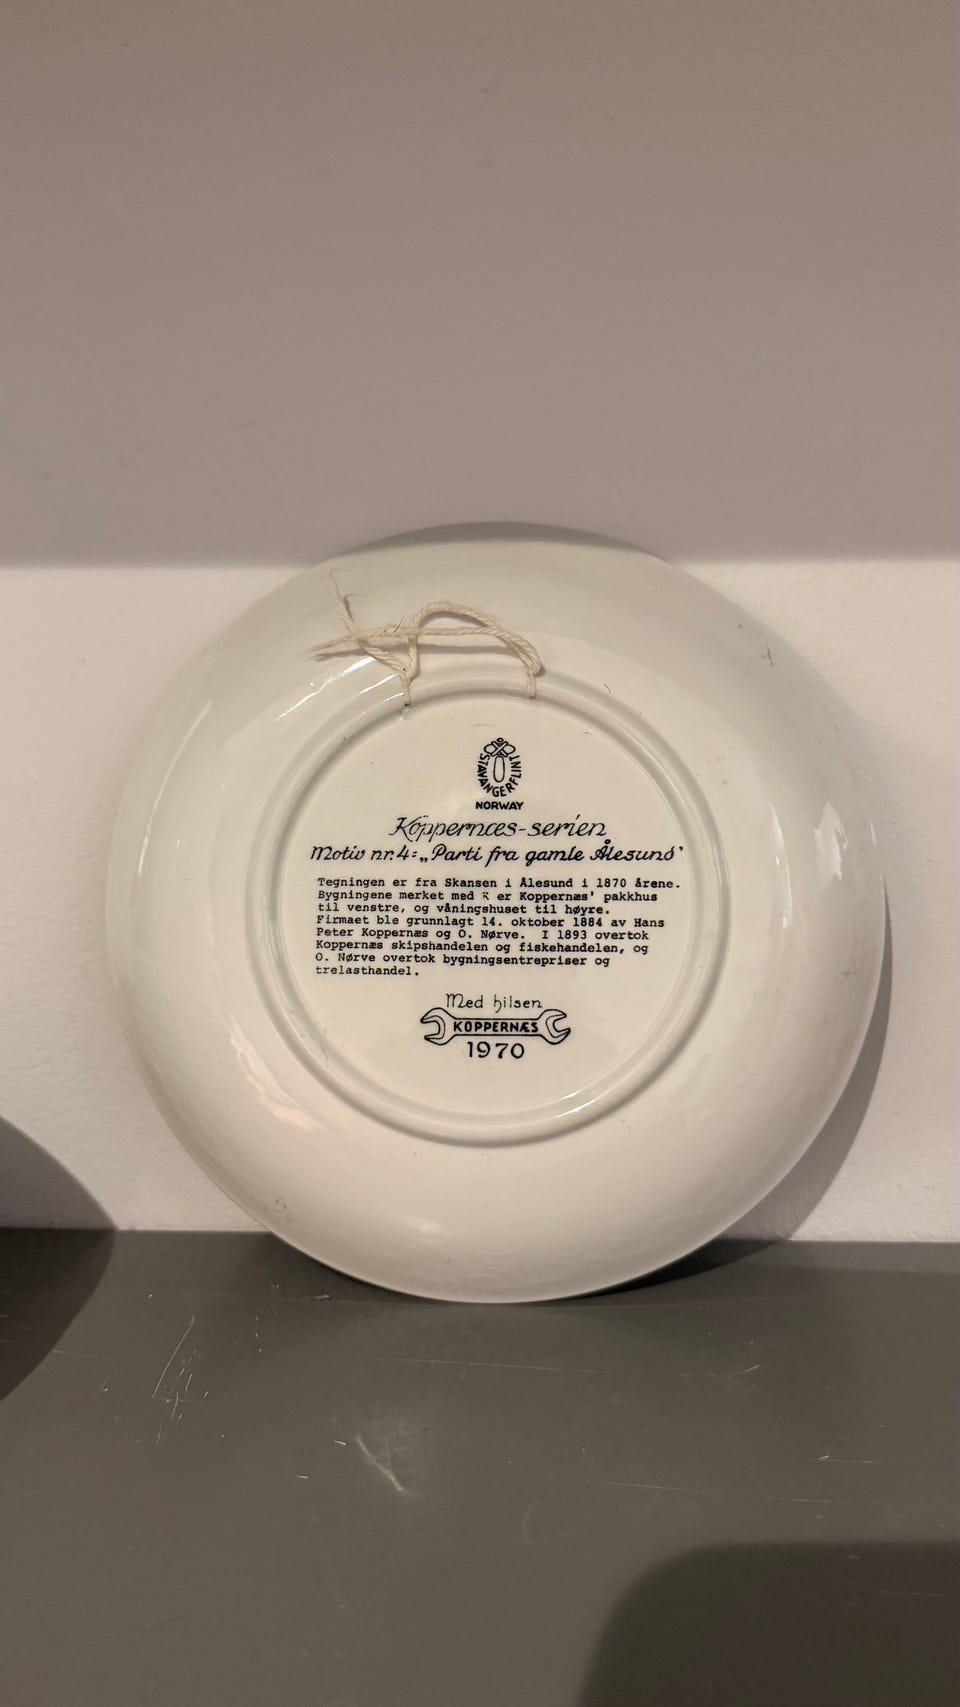 STAVANGERFLINT
NORWAY
Koppernæs-serien
Motiv nr. 4: „Parti fra gamle Ålesund"
Tegningen er fra Skansen i Ålesund i 1870 årene.
Bygningene merket med K er Koppernæs' pakkhus
til venstre, og våningshuset til høyre.
Firmaet ble grunnlagt 14. oktober 1884 av Hans
Peter Koppernæs og O. Nørve. I 1893 overtok
Koppernæs skipshandelen og fiskehandelen, og
O. Nørve overtok bygningsentrepriser og
trelasthandel.
Med hilsen
KOPPERNÆS
1970